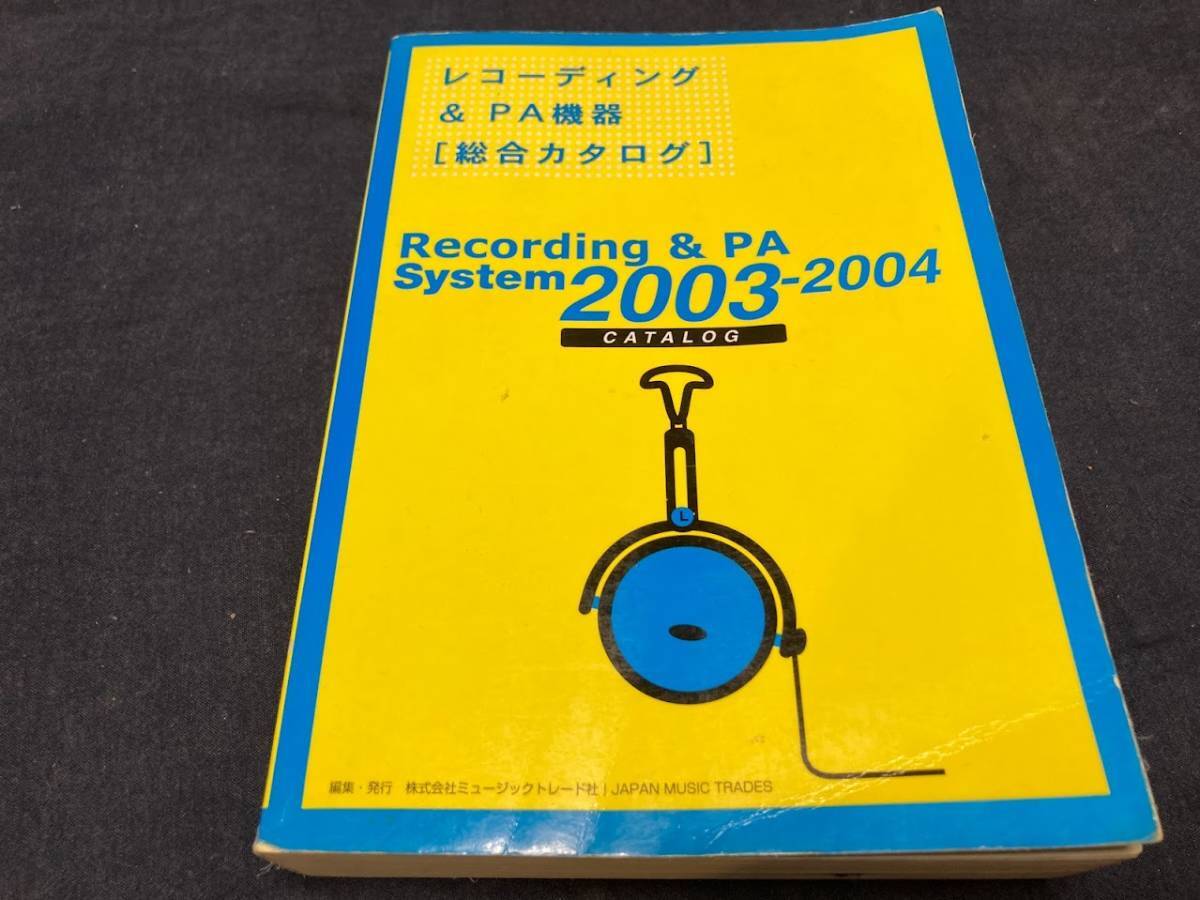 レコーディング
& PA機器
[総合カタログ]
Recording & PA
System 2003-2004
CATALOG
L
編集・発行 株式会社ミュージックトレード社 | JAPAN MUSIC TRADES